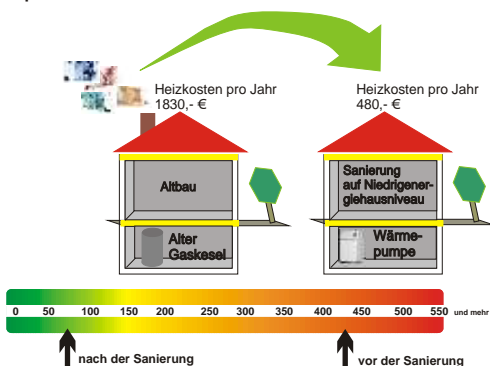 Heizkosten pro Jahr
1830,- €
Heizkosten pro Jahr
480,- €
Altbau
Alter
Gaskesel
Sanierung
auf Niedrigener-
giehausniveau
Wärme-
pumpe
0 50 100 150 200 250 300 350 400 450 500 550 und mehr
nach der Sanierung
vor der Sanierung